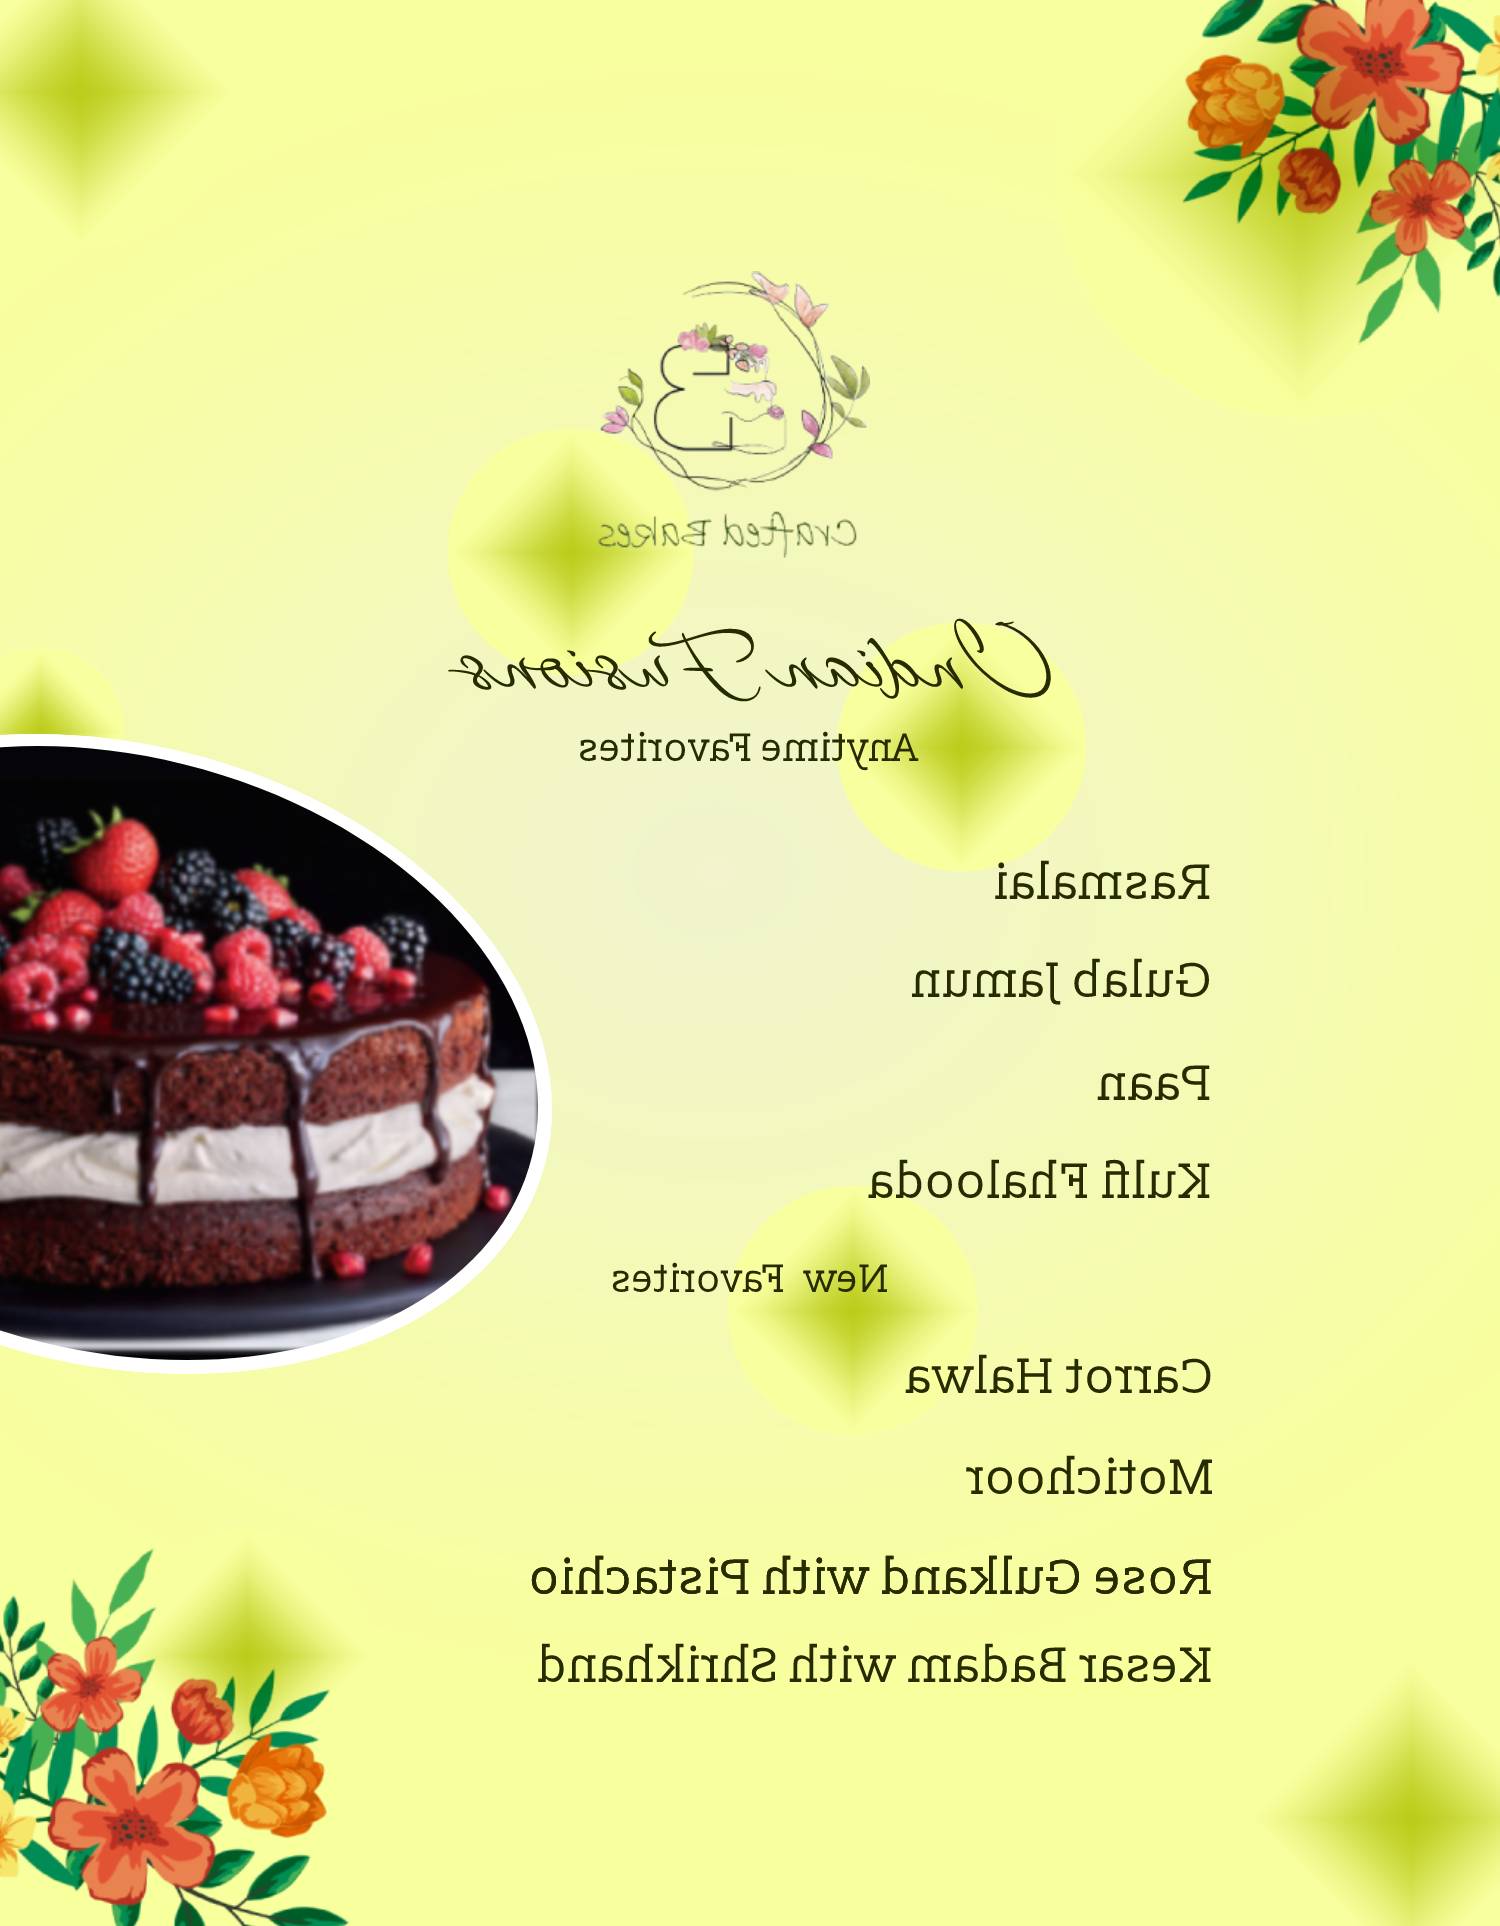 B
Crafted Bakes
Indian Fusions
Anytime Favorites
Rasmalai
Gulab Jamun
Paan
Kulfi Fhalooda
New Favorites
Carrot Halwa
Motichoor
Rose Gulkand with Pistachio
Kesar Badam with Shrikhand